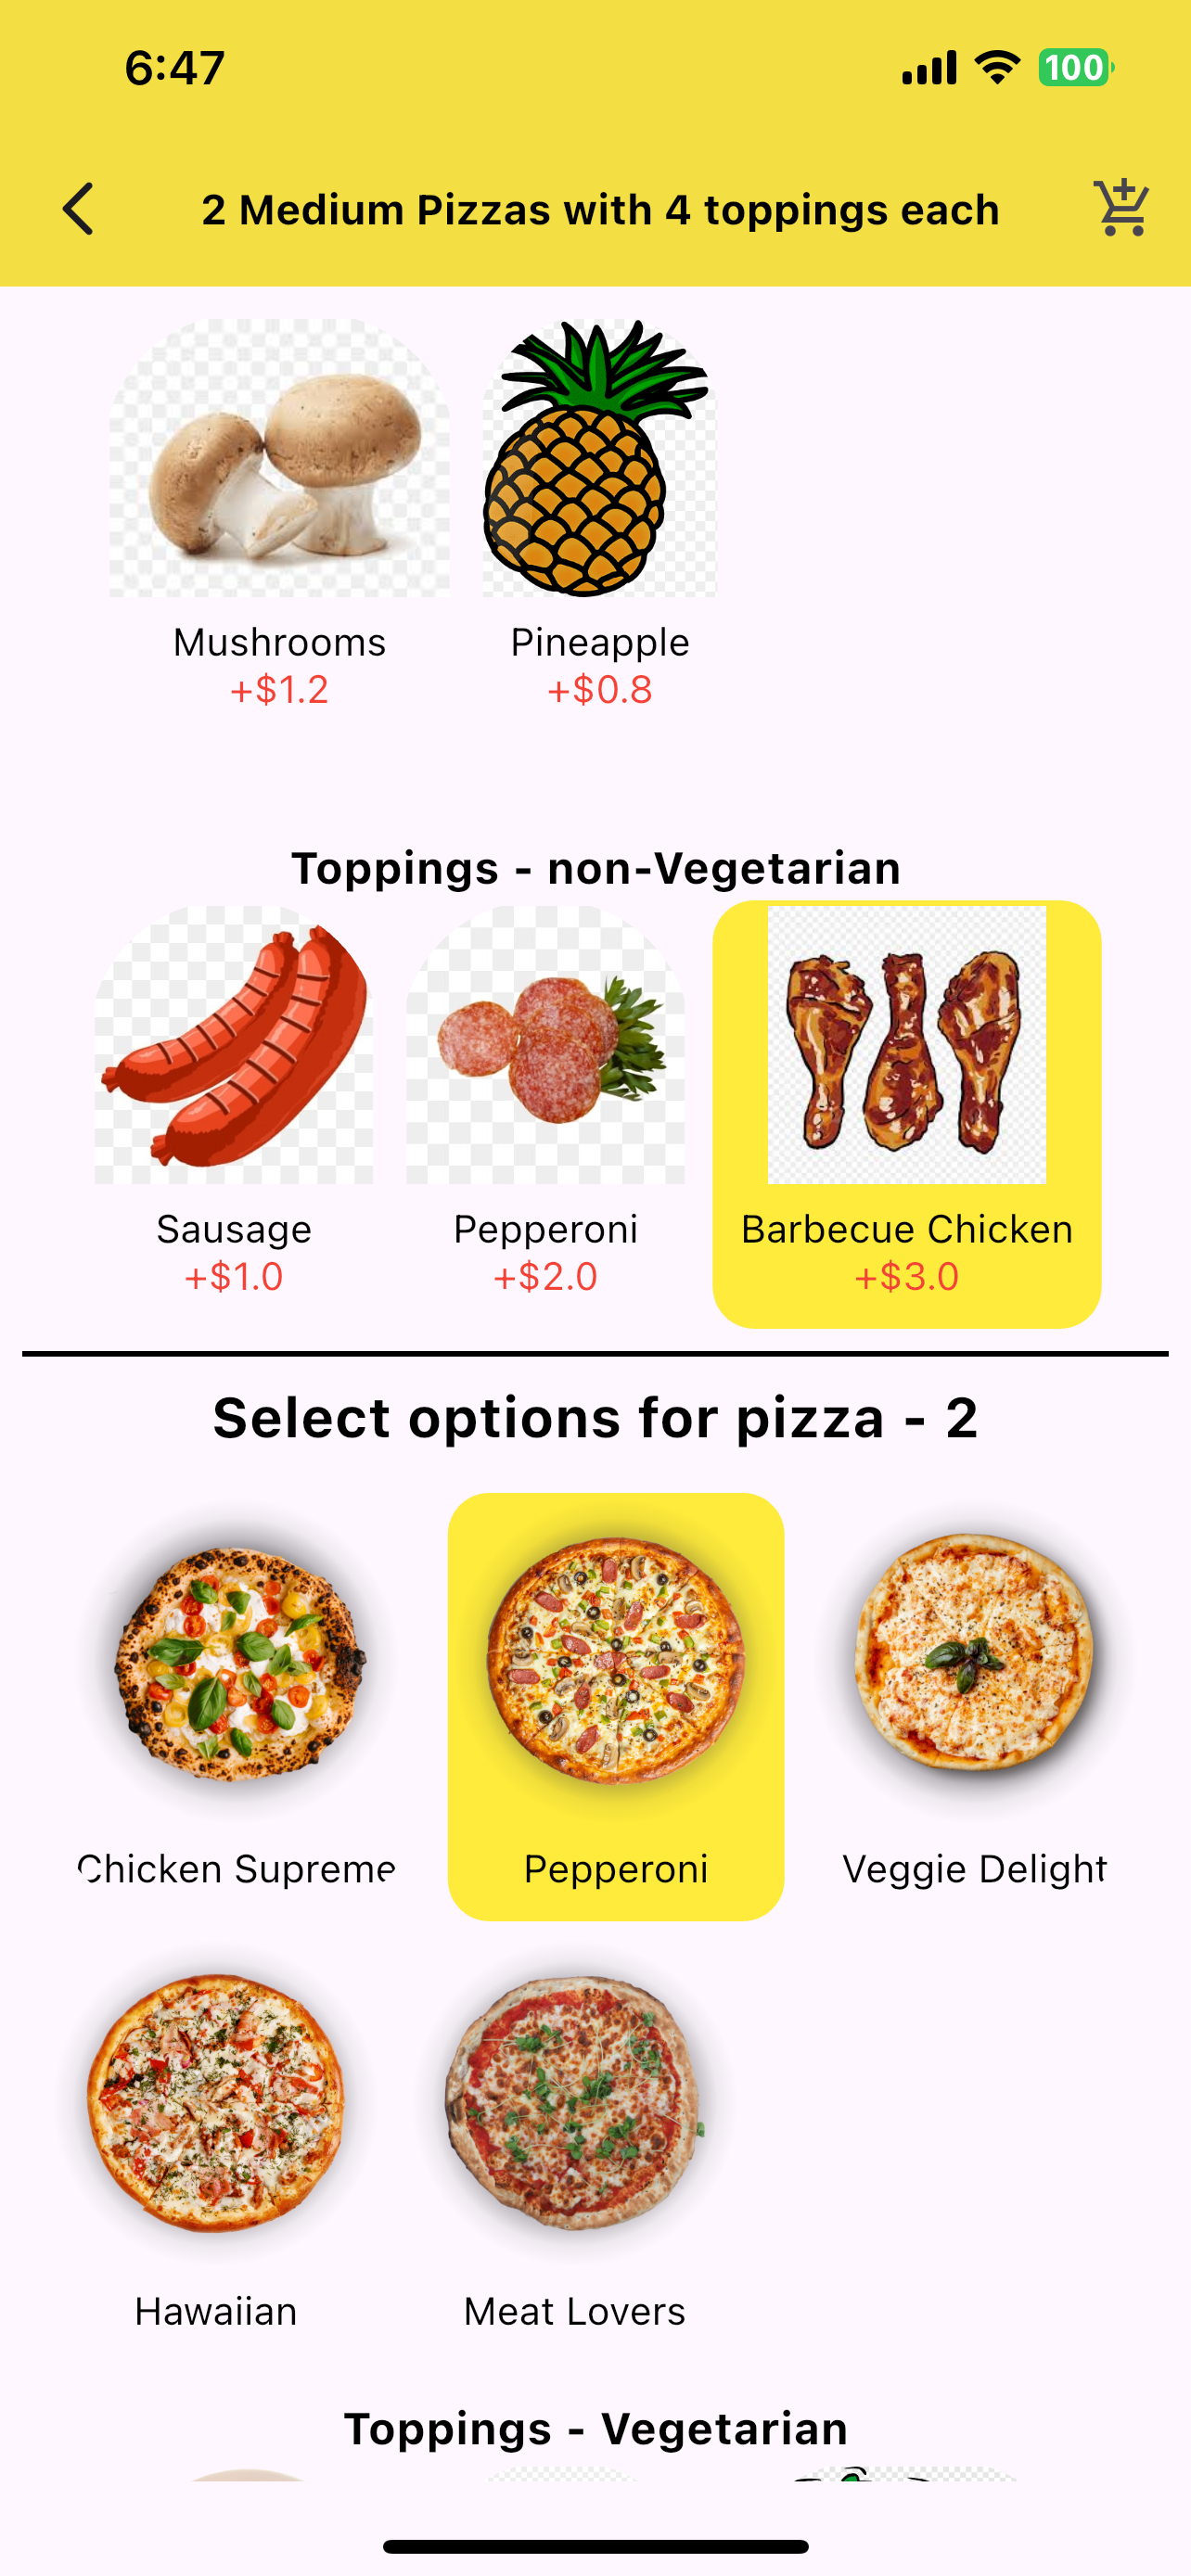 6:47
100
2 Medium Pizzas with 4 toppings each
Mushrooms
+$1.2
Pineapple
+$0.8
Toppings - non-Vegetarian
Sausage
+$1.0
Pepperoni
+$2.0
Barbecue Chicken
+$3.0
Select options for pizza - 2
Chicken Supreme
Pepperoni
Veggie Delight
Hawaiian
Meat Lovers
Toppings - Vegetarian